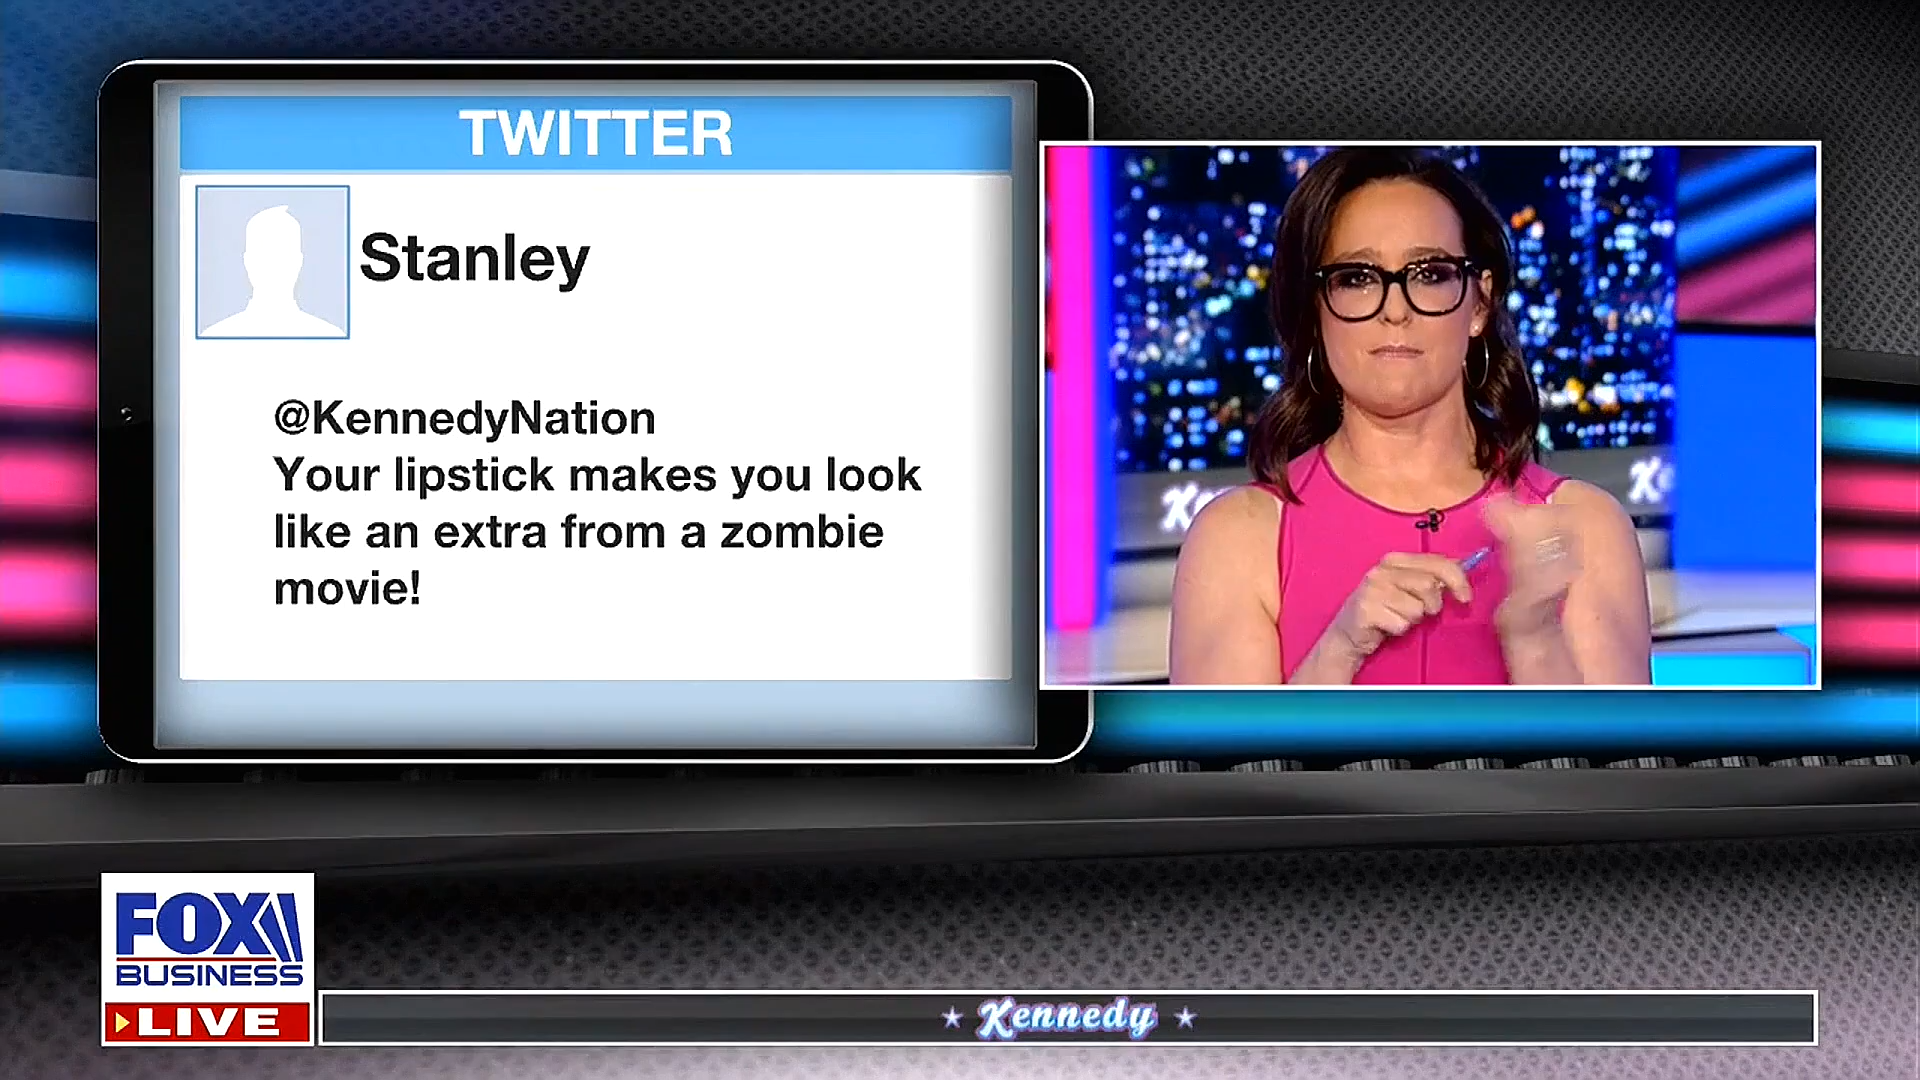 TWITTER
Stanley
@KennedyNation
Your lipstick makes you look
like an extra from a zombie
movie!
FOX
BUSINESS
LIVE
Kennedy